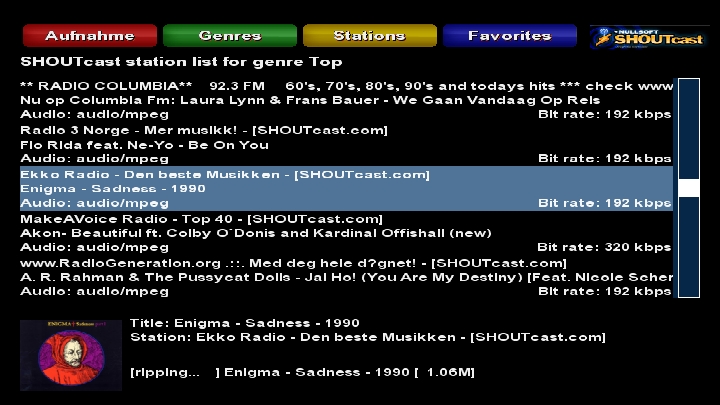 Aufnahme
Genres
Stations
Favorites
NULLSOFT
SHOUTcast
SHOUTcast station list for genre Top
** RADIO COLUMBIA** 92.3 FM 60's, 70's, 80's, 90's and todays hits *** check www
Nu op Columbia Fm: Laura Lynn & Frans Bauer - We Gaan Vandaag Op Reis
Audio: audio/mpeg Bit rate: 192 kbps
Radio 3 Norge - Mer musikk! - [SHOUTcast.com]
Flo Rida feat. Ne-Yo - Be On You
Audio: audio/mpeg Bit rate: 192 kbps
Ekko Radio - Den beste Musikken - [SHOUTcast.com]
Enigma - Sadness - 1990
Audio: audio/mpeg Bit rate: 192 kbps
MakeAVoice Radio - Top 40 - [SHOUTcast.com]
Akon- Beautiful ft. Colby O`Donis and Kardinal Offishall (new)
Audio: audio/mpeg Bit rate: 320 kbps
www.RadioGeneration.org .::. Med deg hele d?gnet! - [SHOUTcast.com]
A. R. Rahman & The Pussycat Dolls - Jai Ho! (You Are My Destiny) [Feat. Nicole Scher
Audio: audio/mpeg Bit rate: 192 kbps
ENIGMA
Title: Enigma - Sadness - 1990
Station: Ekko Radio - Den beste Musikken - [SHOUTcast.com]
[ripping... ] Enigma - Sadness - 1990 [ 1.06M]